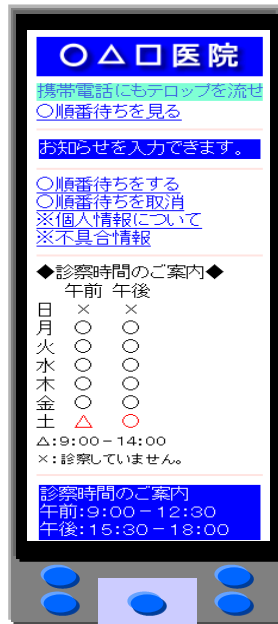 〇△□医院
携帯電話にもテロップを流せ
〇順番待ちを見る
お知らせを入力できます。
〇順番待ちをする
〇順番待ちを取消
※個人情報について
※不具合情報
◆診察時間のご案内◆
午前 午後
日 × ×
月 〇 〇
火 〇 〇
水 〇 〇
木 〇 〇
金 〇 〇
土 △ 〇
△:9:00-14:00
×:診察していません。
診察時間のご案内
午前:9:00-12:30
午後:15:30-18:00